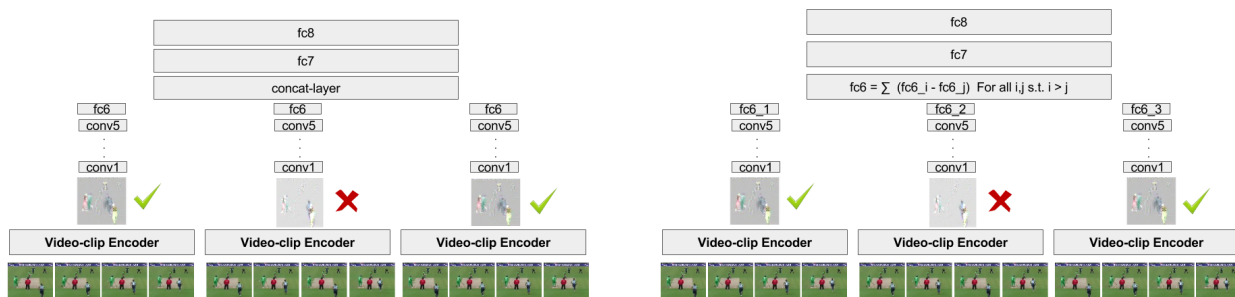 fc8
fc7
concat-layer
fc6 fc6 fc6
conv5 conv5 conv5
conv1 conv1 conv1
Video-clip Encoder Video-clip Encoder Video-clip Encoder
fc8
fc7
fc6 = ∑ (fc6_i - fc6_j) For all i,j s.t. i > j
fc6_1 fc6_2 fc6_3
conv5 conv5 conv5
conv1 conv1 conv1
Video-clip Encoder Video-clip Encoder Video-clip Encoder